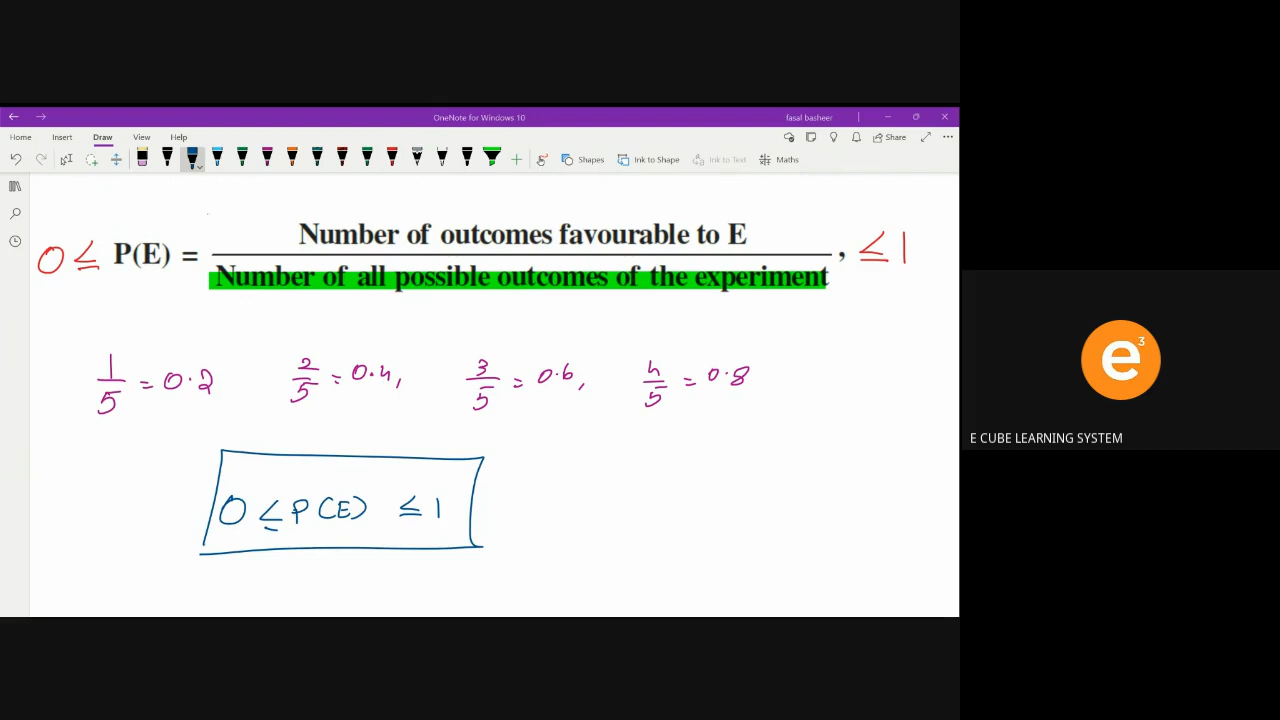 OneNote for Windows 10
fasal basheer
Home Insert Draw View Help
Share
Shapes Ink to Shape Ink to Text Maths
Number of outcomes favourable to E
0 ≤ P(E) = , ≤ 1
Number of all possible outcomes of the experiment
1/5 = 0.2 2/5 = 0.4, 3/5 = 0.6, 4/5 = 0.8
0 ≤ P(E) ≤ 1
e3
E CUBE LEARNING SYSTEM